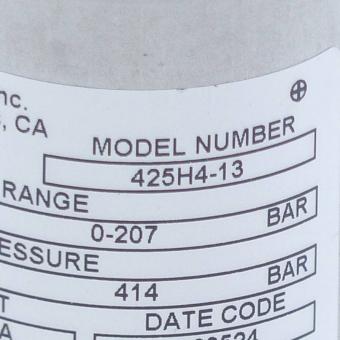 nc.
, CA
MODEL NUMBER
425H4-13
RANGE
0-207 BAR
ESSURE
414 BAR
T DATE CODE
A